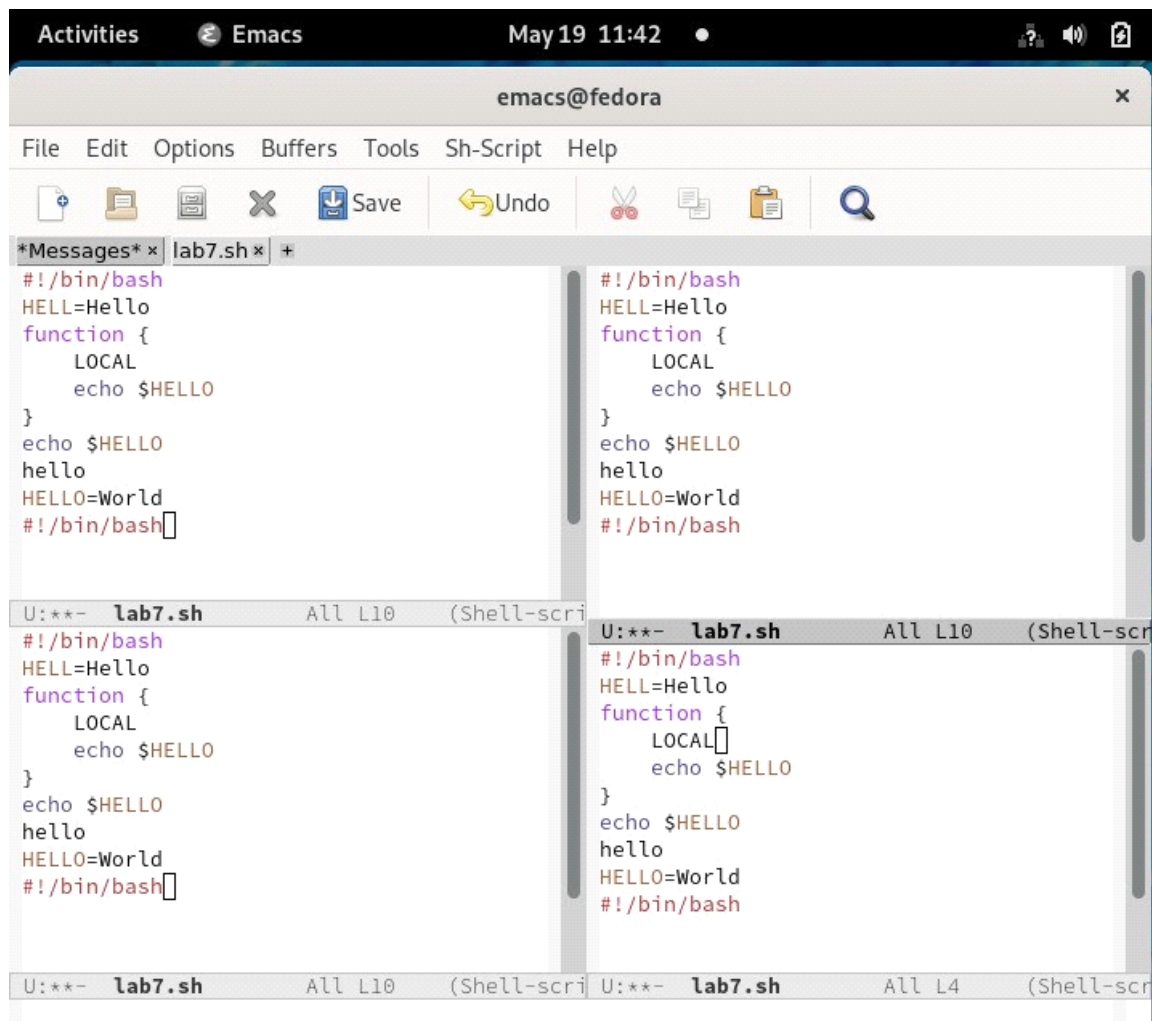 Activities Emacs May 19 11:42
emacs@fedora ×
File Edit Options Buffers Tools Sh-Script Help
Save Undo
*Messages* × lab7.sh × +
#!/bin/bash
HELL=Hello
function {
    LOCAL
    echo $HELLO
}
echo $HELLO
hello
HELLO=World
#!/bin/bash
U:**- lab7.sh All L10 (Shell-scri
#!/bin/bash
HELL=Hello
function {
    LOCAL
    echo $HELLO
}
echo $HELLO
hello
HELLO=World
#!/bin/bash
U:**- lab7.sh All L10 (Shell-scr
#!/bin/bash
HELL=Hello
function {
    LOCAL
    echo $HELLO
}
echo $HELLO
hello
HELLO=World
#!/bin/bash
U:**- lab7.sh All L10 (Shell-scri
#!/bin/bash
HELL=Hello
function {
    LOCAL
    echo $HELLO
}
echo $HELLO
hello
HELLO=World
#!/bin/bash
U:**- lab7.sh All L4 (Shell-scr